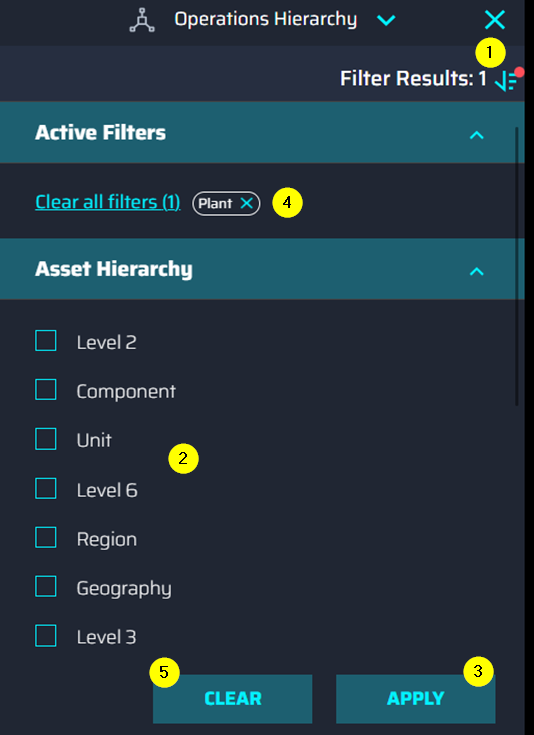 Operations Hierarchy
1
Filter Results: 1
Active Filters
Clear all filters (1) Plant 4
Asset Hierarchy
Level 2
Component
Unit
2
Level 6
Region
Geography
Level 3
5 3
CLEAR APPLY